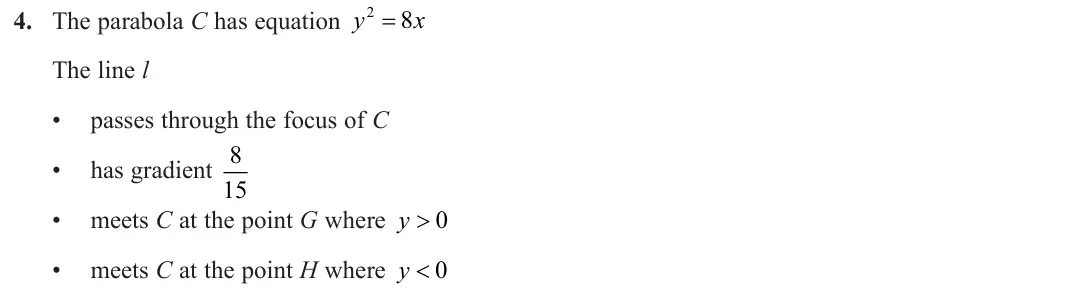 4. The parabola C has equation y² = 8x
The line l
• passes through the focus of C
• has gradient 8/15
• meets C at the point G where y > 0
• meets C at the point H where y < 0